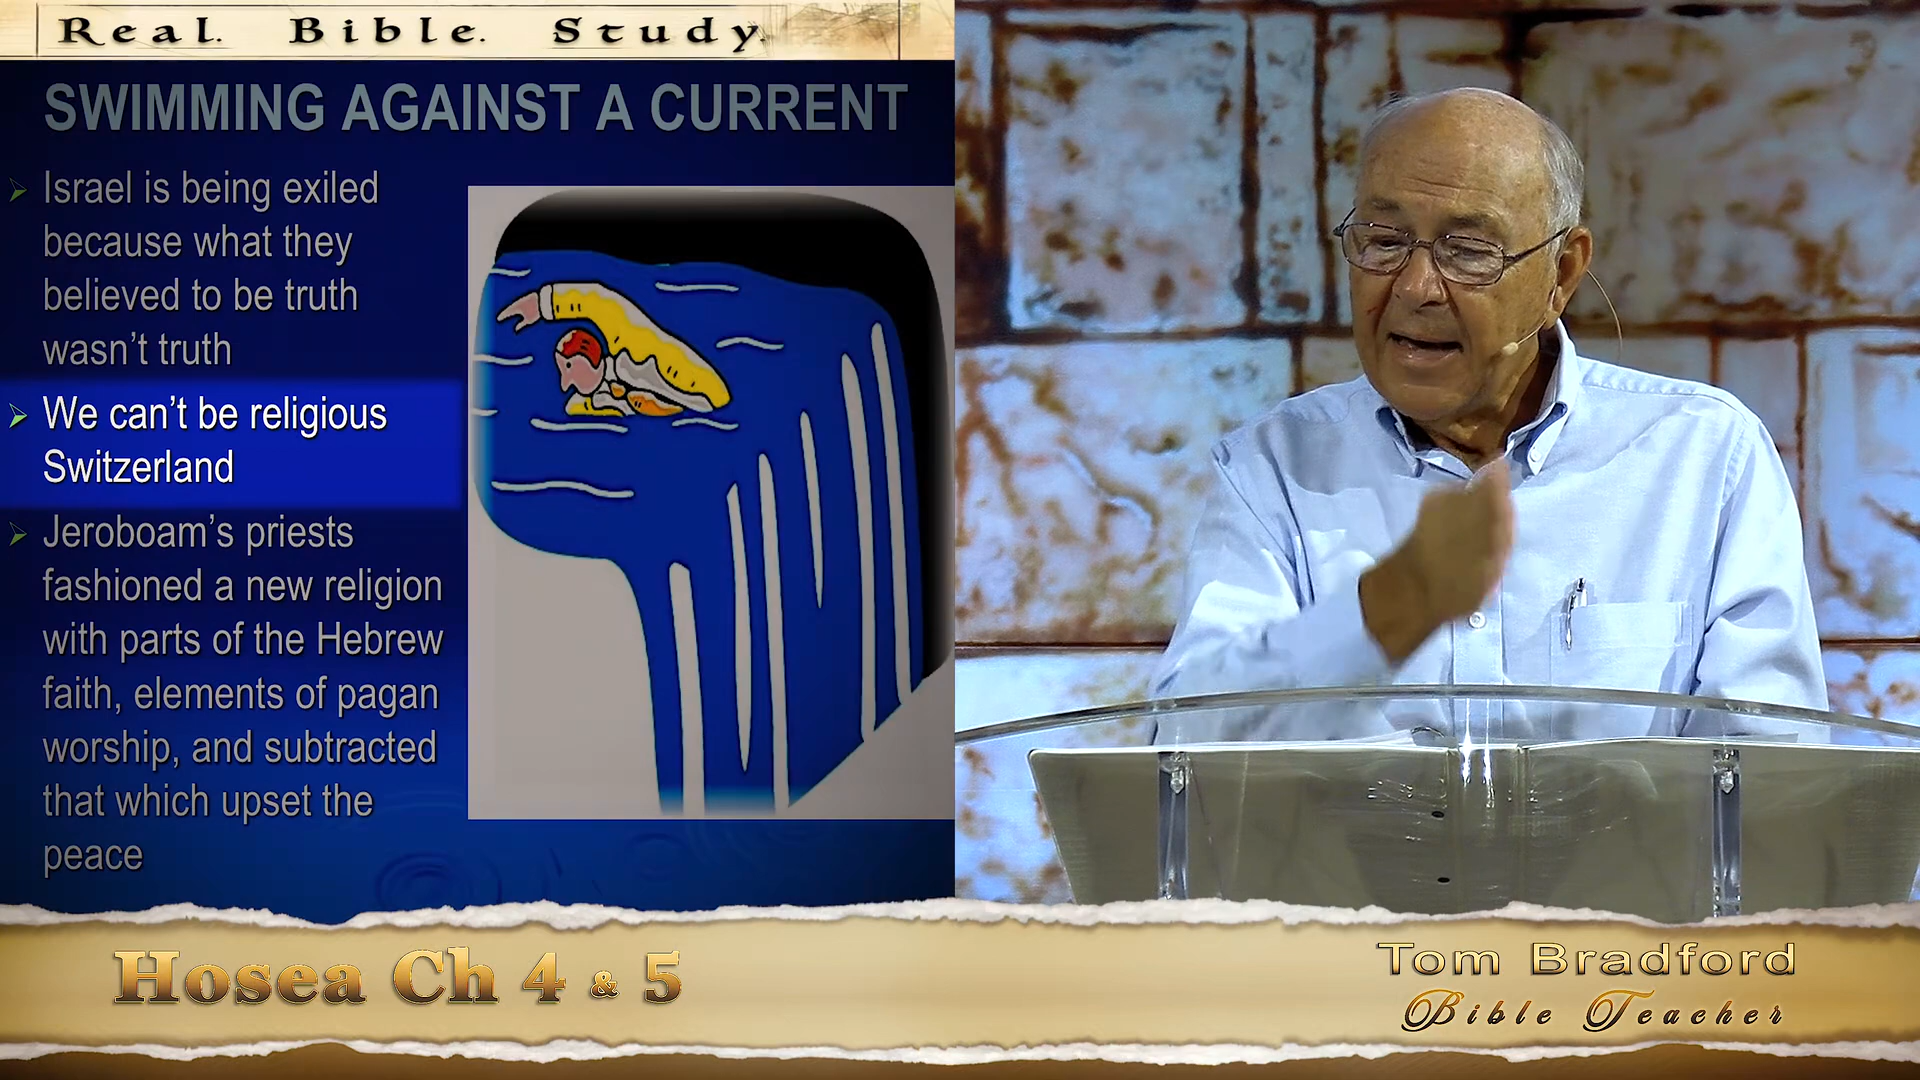 Real. Bible. Study.
SWIMMING AGAINST A CURRENT
Israel is being exiled
because what they
believed to be truth
wasn't truth
We can't be religious
Switzerland
Jeroboam's priests
fashioned a new religion
with parts of the Hebrew
faith, elements of pagan
worship, and subtracted
that which upset the
peace
Hosea Ch 4 & 5
Tom Bradford
Bible Teacher